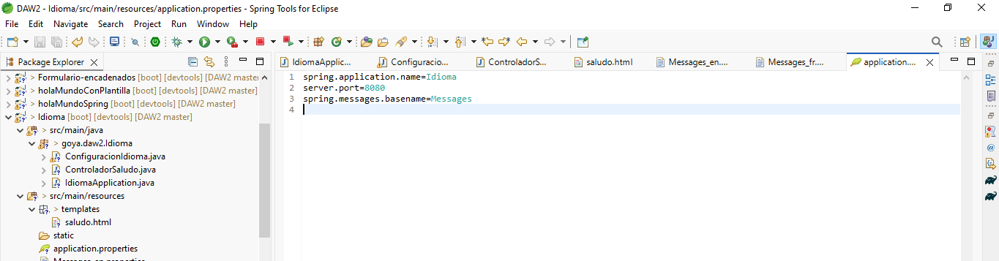 DAW2 - Idioma/src/main/resources/application.properties - Spring Tools for Eclipse
File Edit Navigate Search Project Run Window Help
Package Explorer
IdiomaApplic...
Configuracio...
ControladorS...
saludo.html
Messages_en....
Messages_fr....
application....
Formulario-encadenados [boot] [devtools] [DAW2 master]
holaMundoConPlantilla [boot] [devtools] [DAW2 master]
holaMundoSpring [boot] [devtools] [DAW2 master]
Idioma [boot] [devtools] [DAW2 master]
src/main/java
goya.daw2.Idioma
ConfiguracionIdioma.java
ControladorSaludo.java
IdiomaApplication.java
src/main/resources
templates
saludo.html
static
application.properties
Messages_en.properties
1 spring.application.name=Idioma
2 server.port=8080
3 spring.messages.basename=Messages
4